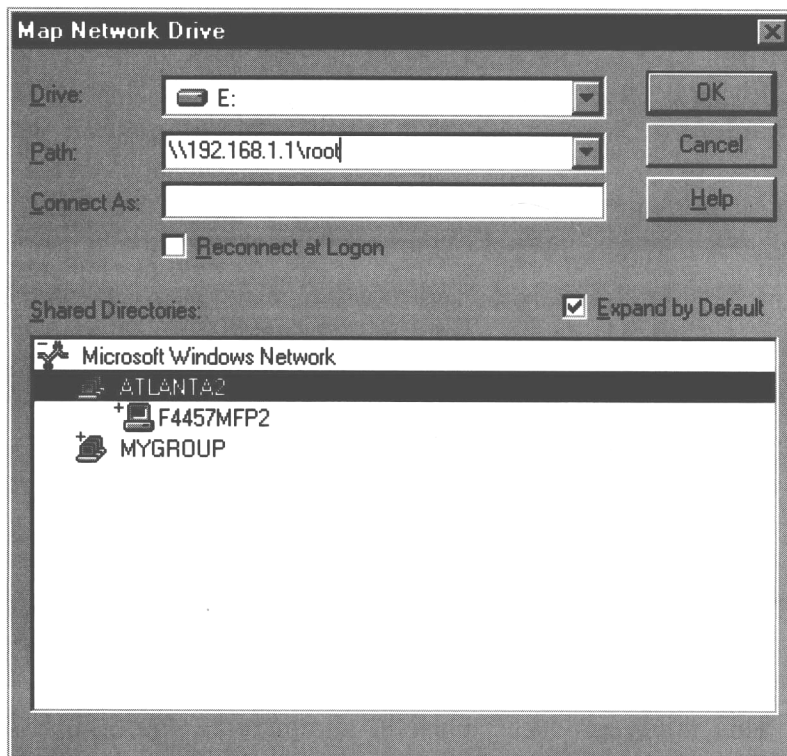 Map Network Drive
Drive: E: OK
Path: \\192.168.1.1\root Cancel
Connect As: Help
Reconnect at Logon
Shared Directories: Expand by Default
Microsoft Windows Network
ATLANTA2
F4457MFP2
MYGROUP